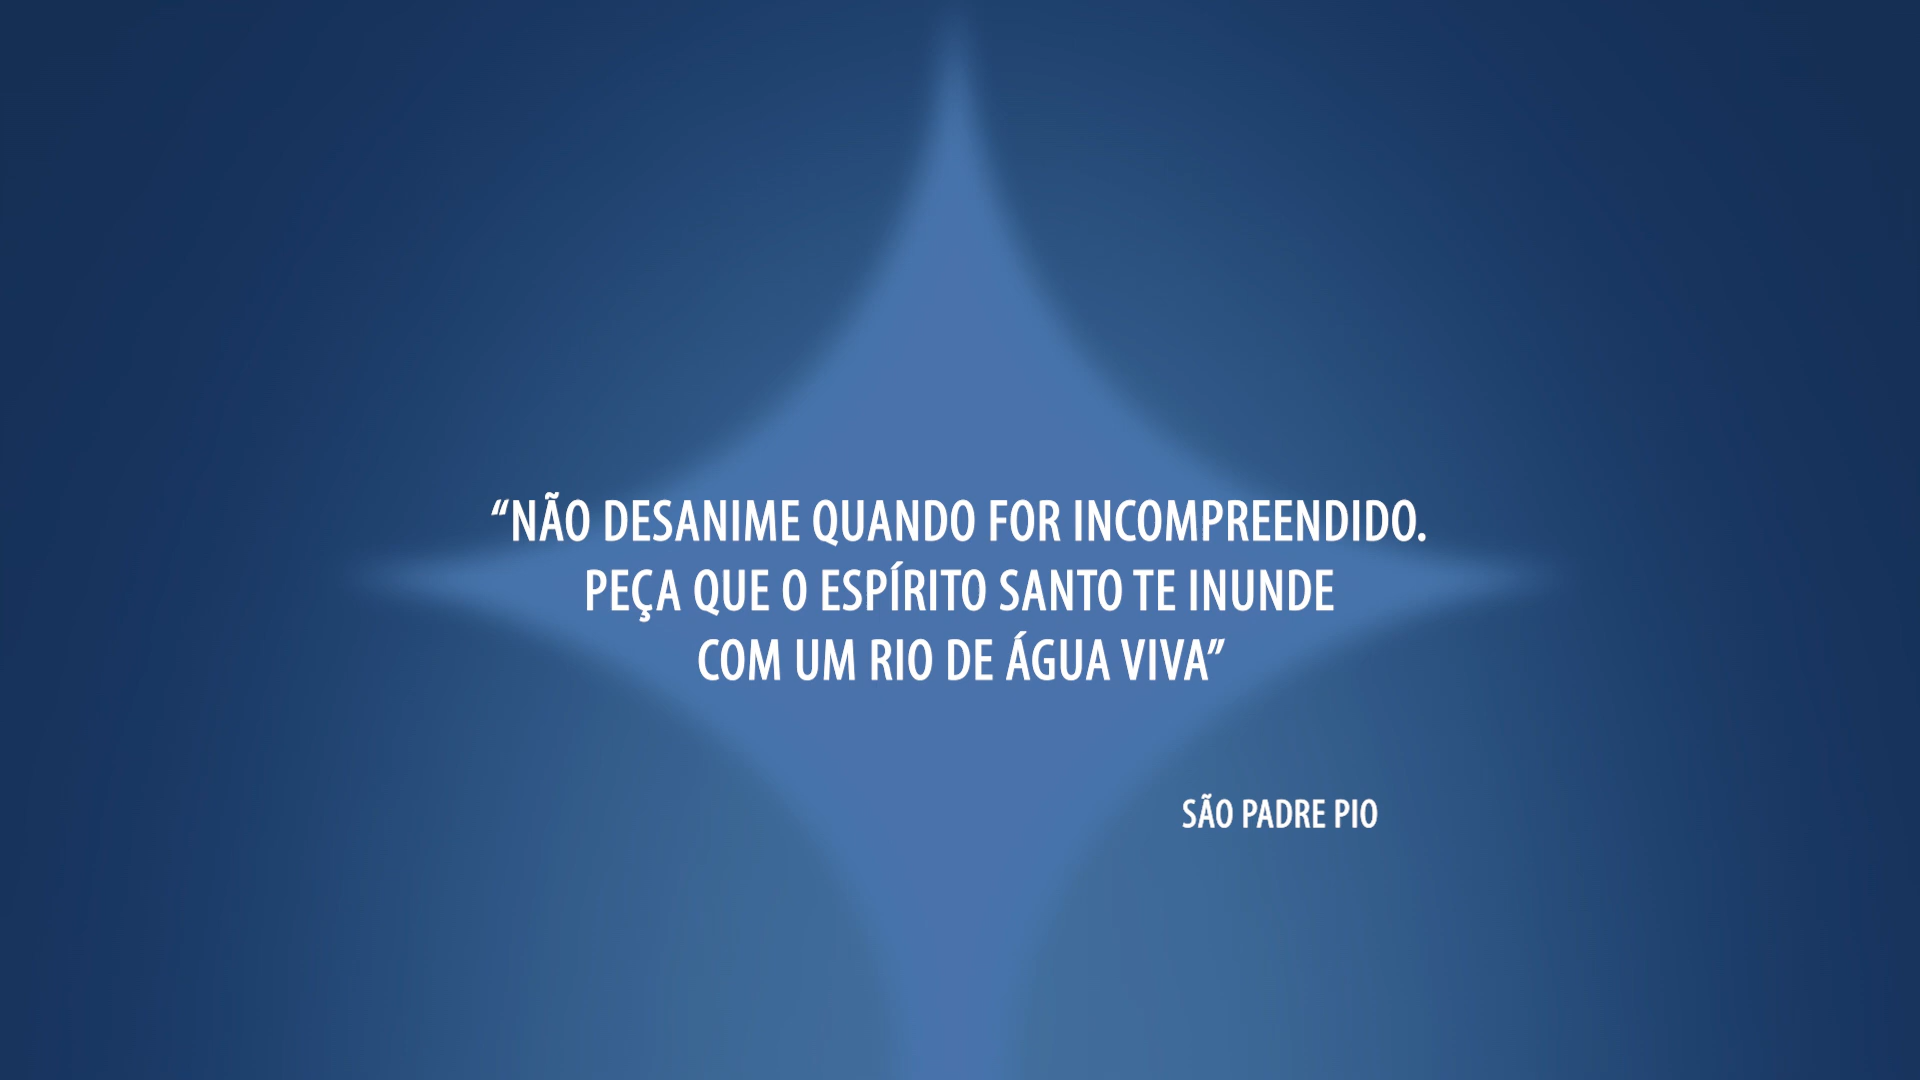 “NÃO DESANIME QUANDO FOR INCOMPREENDIDO.
PEÇA QUE O ESPÍRITO SANTO TE INUNDE
COM UM RIO DE ÁGUA VIVA”
SÃO PADRE PIO